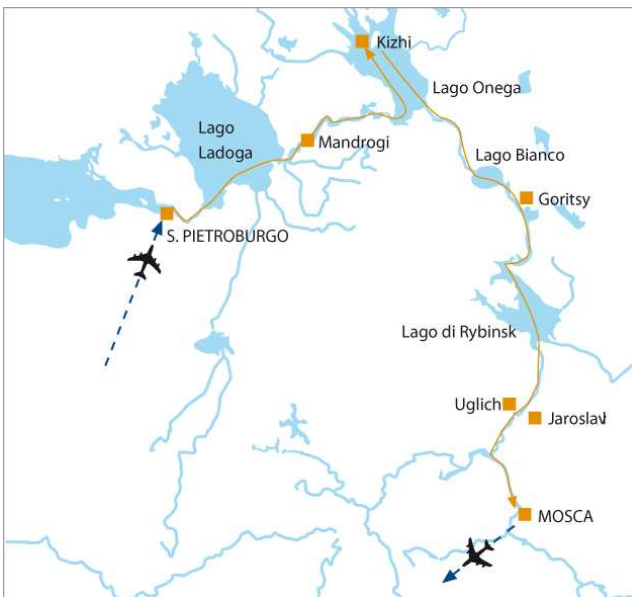 Kizhi
Lago Onega
Lago
Ladoga
Mandrogi
Lago Bianco
Goritsy
S. PIETROBURGO
Lago di Rybinsk
Uglich
Jaroslavl
MOSCA